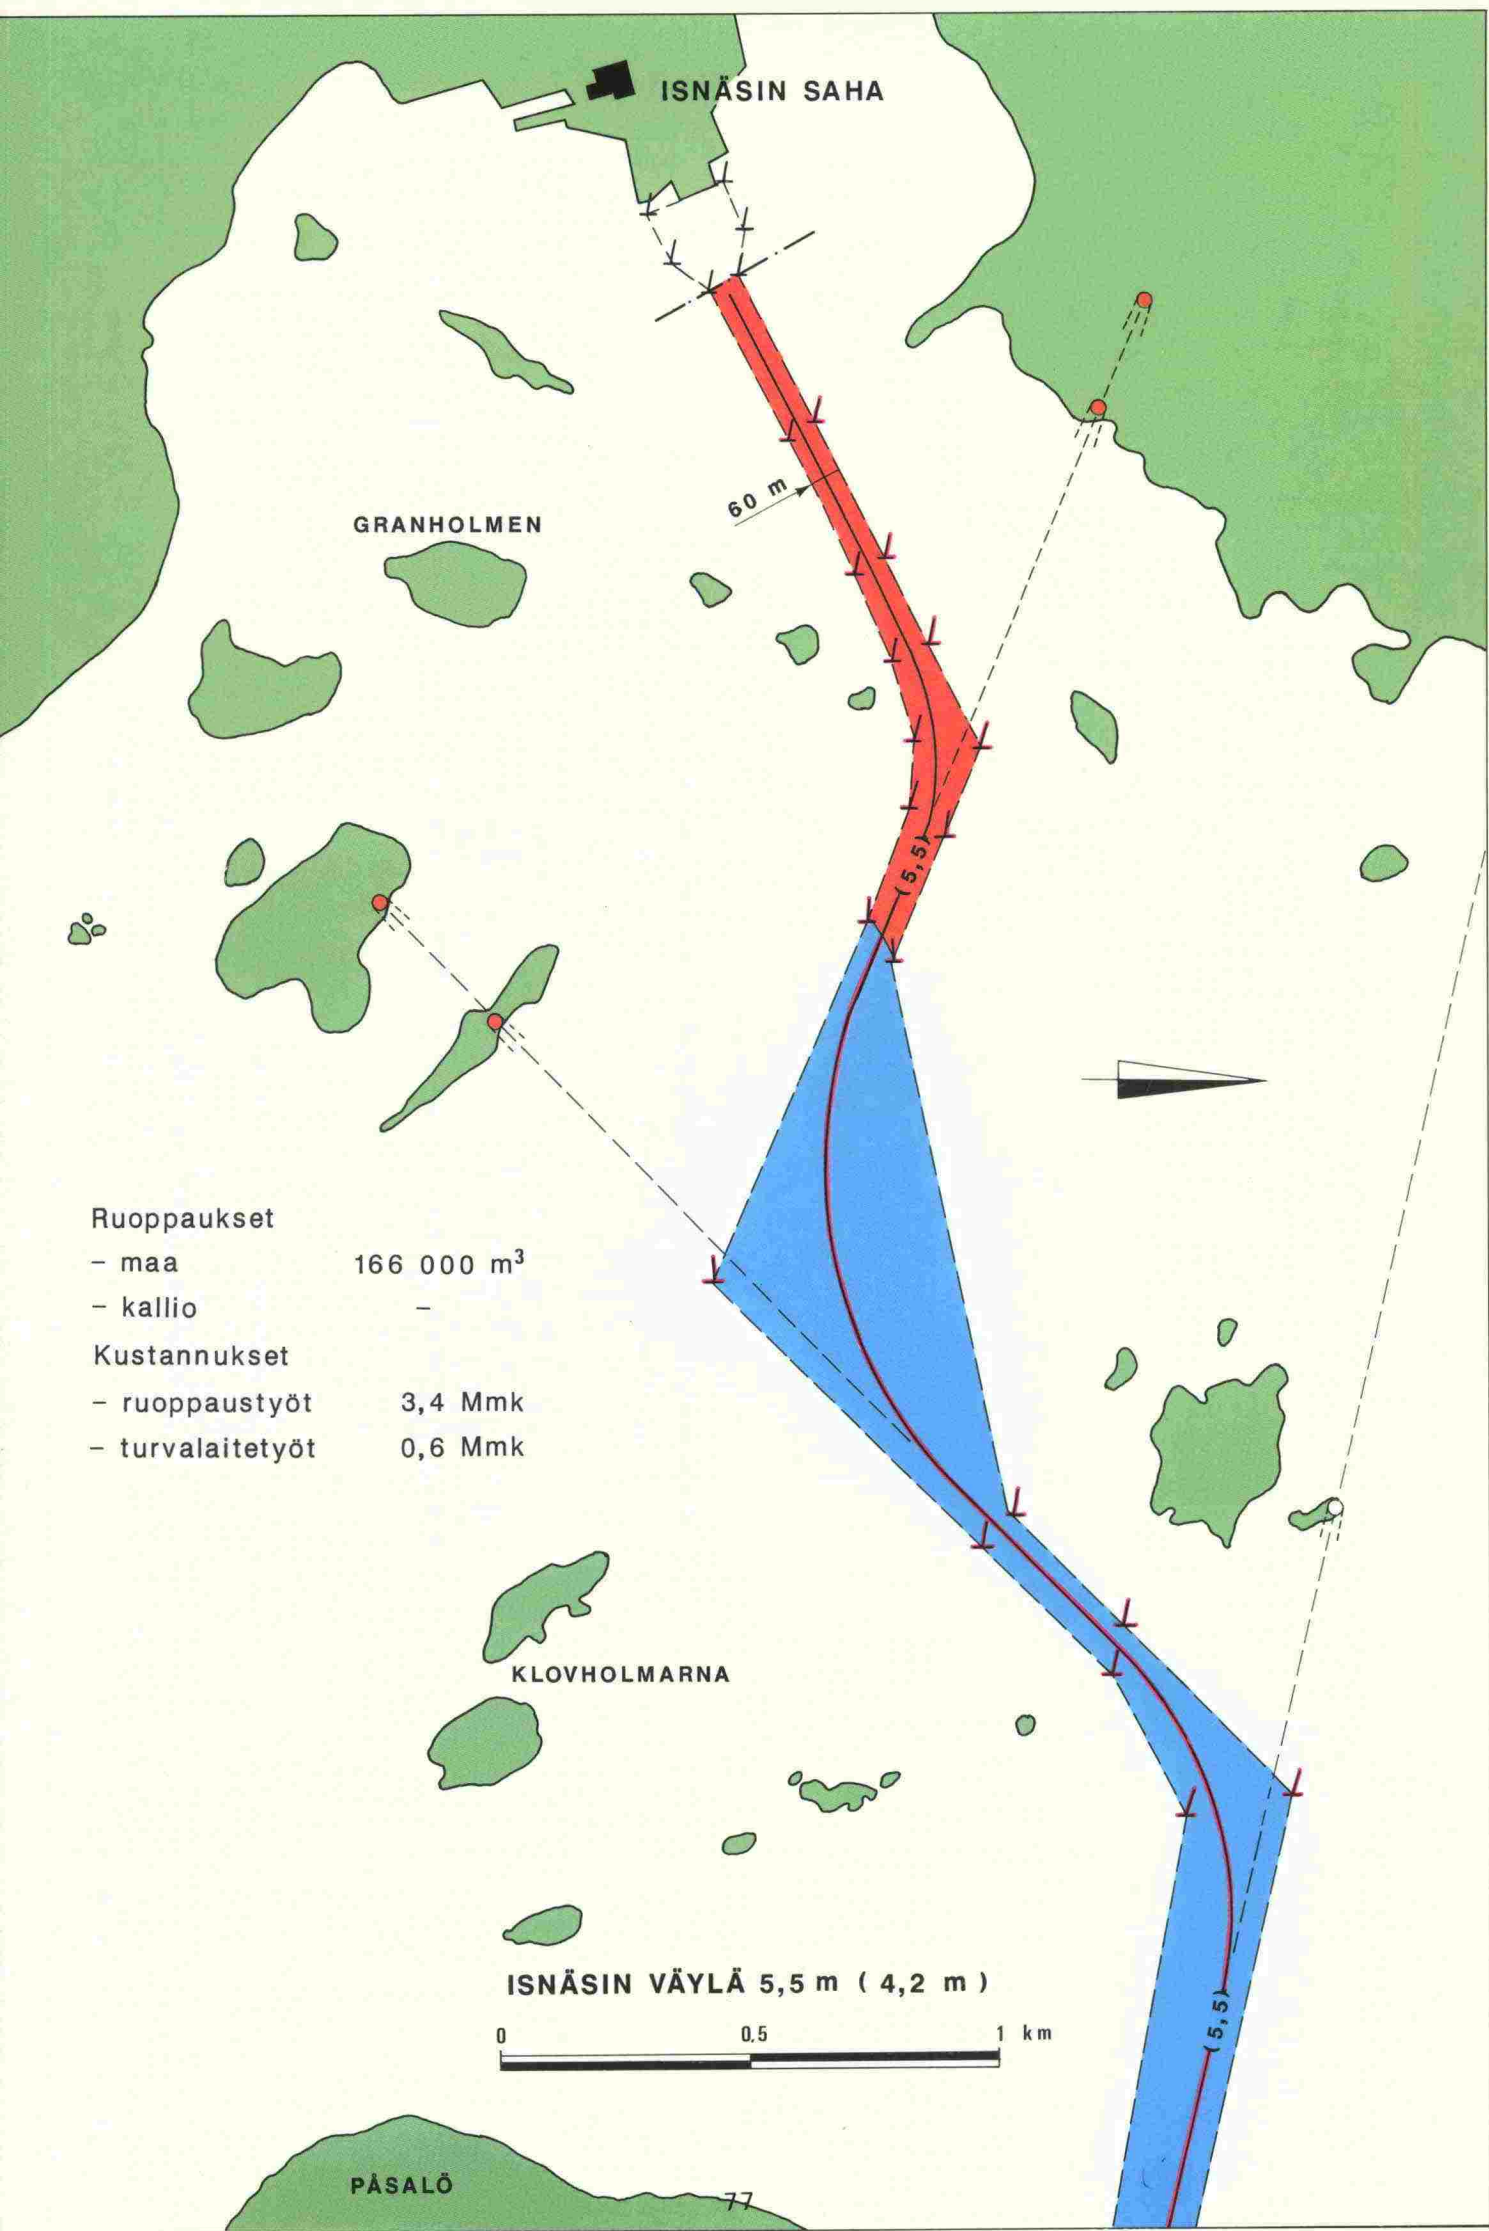 ISNÄSIN SAHA
60 m
GRANHOLMEN
(5,5)
Ruoppaukset
– maa 166 000 m³
– kallio –
Kustannukset
– ruoppaustyöt 3,4 Mmk
– turvalaitetyöt 0,6 Mmk
KLOVHOLMARNA
ISNÄSIN VÄYLÄ 5,5 m ( 4,2 m )
(5,5)
0 0,5 1 km
PÅSALÖ
77